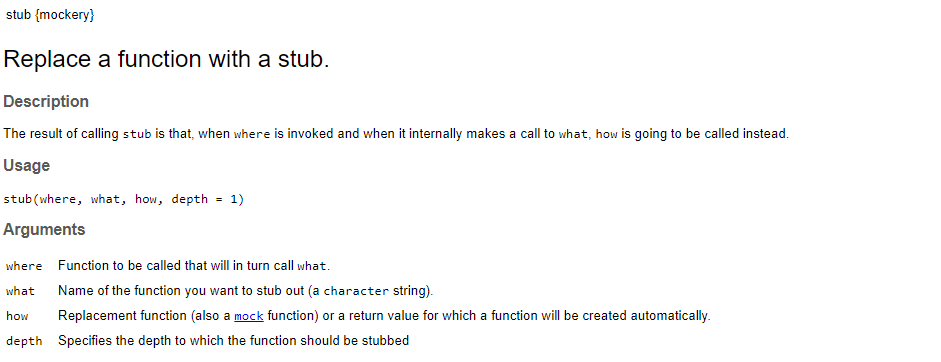 stub {mockery}
Replace a function with a stub.
Description
The result of calling stub is that, when where is invoked and when it internally makes a call to what, how is going to be called instead.
Usage
stub(where, what, how, depth = 1)
Arguments
where Function to be called that will in turn call what.
what Name of the function you want to stub out (a character string).
how Replacement function (also a mock function) or a return value for which a function will be created automatically.
depth Specifies the depth to which the function should be stubbed